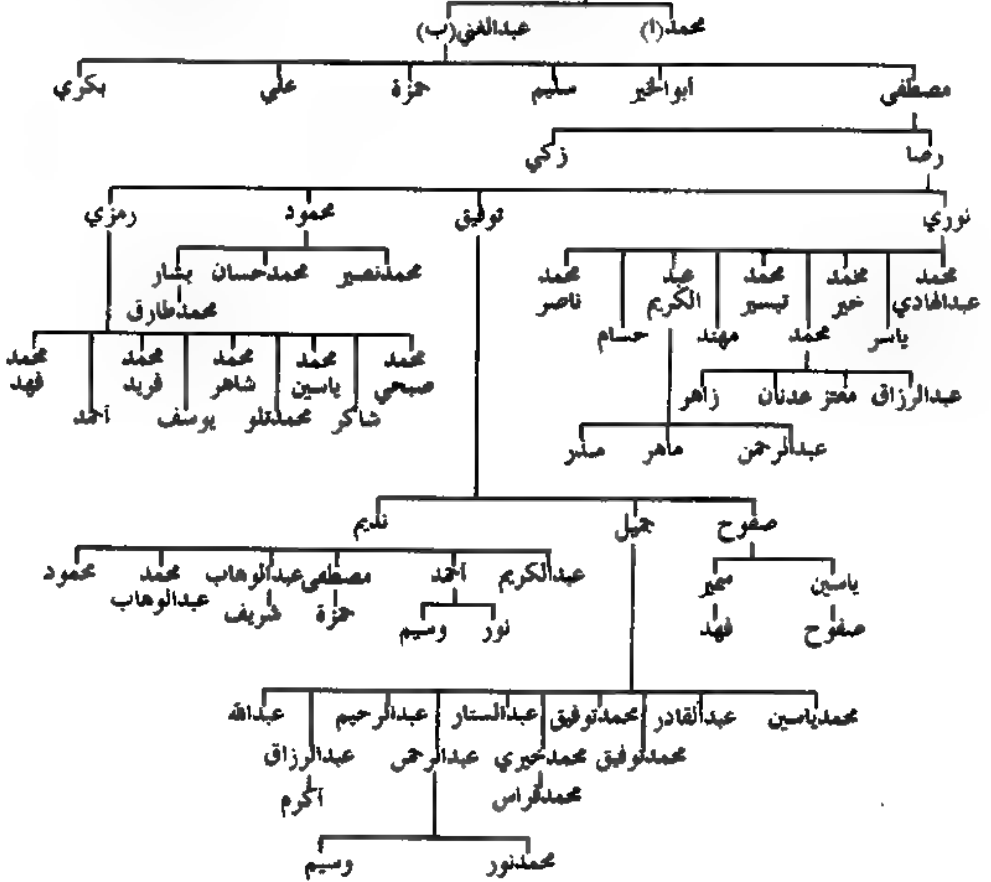 محمد (ا) عبدالغني (ب)
مصطفى أبوالخير سليم حمزة علي بكري
رضا زكي
نوري توفيق محمود رمزي
محمد عبدالهادي ياسر محمد خير محمد محمد تيسير مهند عبد الكريم حسام محمد ناصر
محمدنصير محمدحسان بشار
محمدطارق
عبدالرزاق معتز عدنان زاهر
محمد صبحي شاكر محمد ياسين محمدتلو محمد شاهر يوسف محمد فريد أحمد محمد فهد
عبدالرحمن ماهر منذر
صفوح جميل نديم
ياسين سمير
صفوح فهد
عبدالكريم أحمد مصطفى عبدالوهاب محمد عبدالوهاب محمود
نور وسيم حمزة شريف
محمدياسين عبدالقادر محمدتوفيق عبدالستار عبدالرحيم عبدالله
محمدتوفيق محمدخيري عبدالرحمن عبدالرزاق
محمدفراس أكرم
محمدنور وسيم